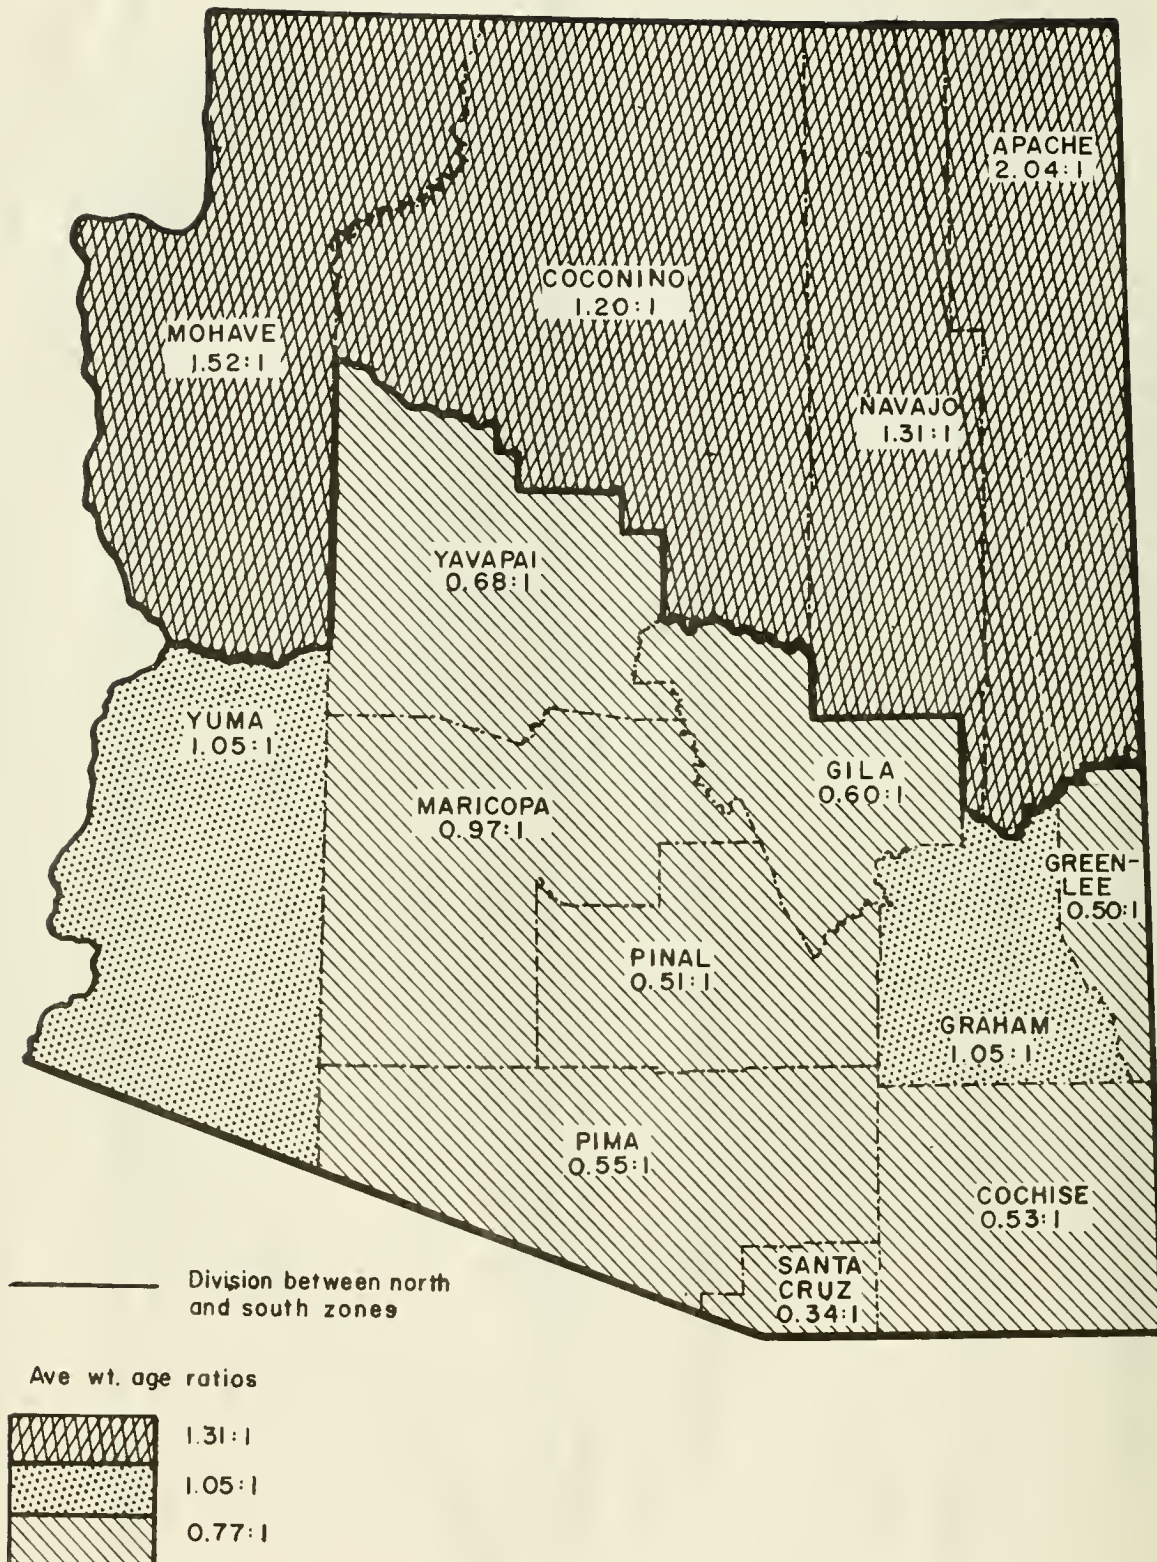 APACHE
2.04:1
COCONINO
1.20:1
MOHAVE
1.52:1
NAVAJO
1.31:1
YAVAPAI
0.68:1
YUMA
1.05:1
GILA
0.60:1
MARICOPA
0.97:1
GREEN-
LEE
0.50:1
PINAL
0.51:1
GRAHAM
1.05:1
PIMA
0.55:1
COCHISE
0.53:1
SANTA
CRUZ
0.34:1
Division between north
and south zones
Ave wt. age ratios
1.31:1
1.05:1
0.77:1